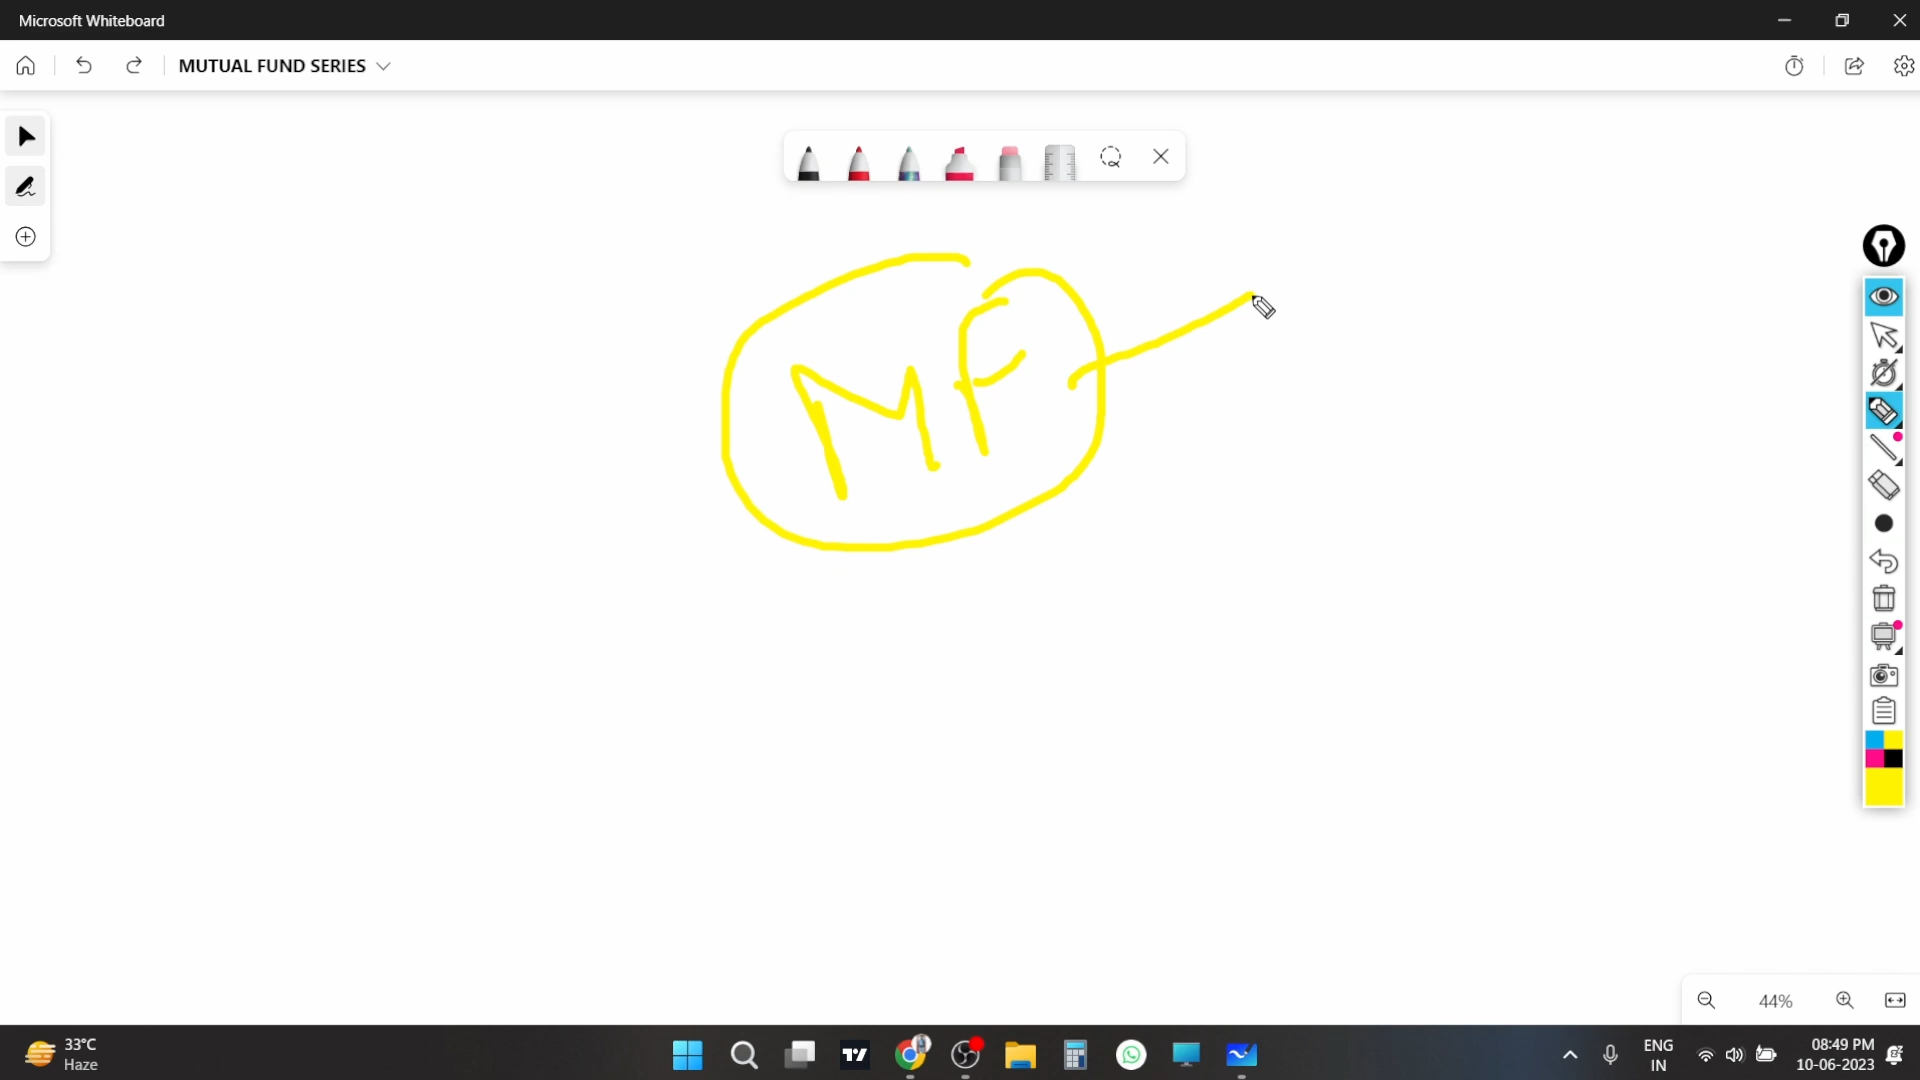 Microsoft Whiteboard
MUTUAL FUND SERIES
MF
44%
33°C
Haze
ENG
IN
08:49 PM
10-06-2023